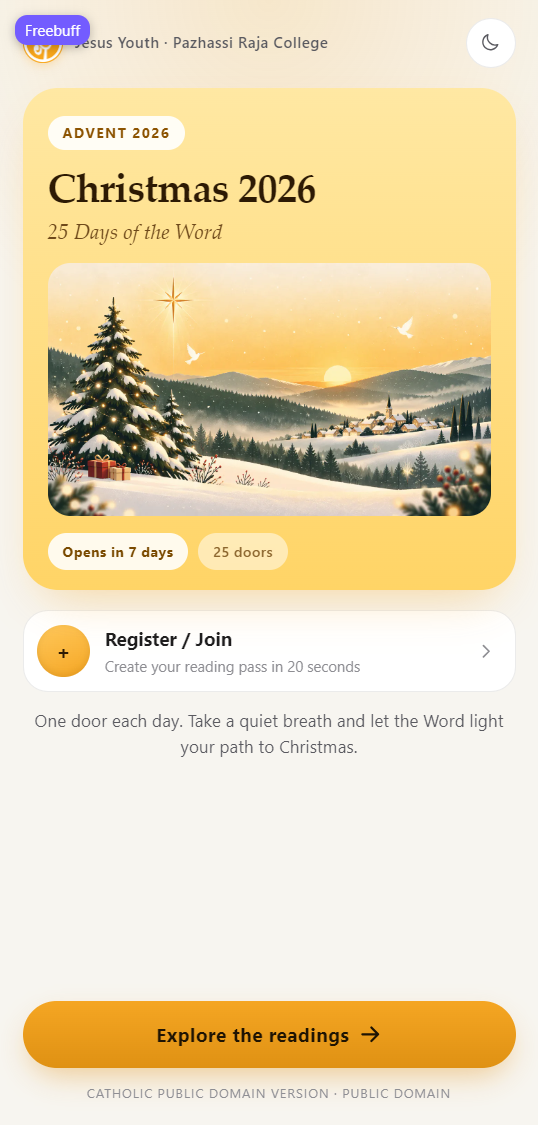 Freebuff
Jesus Youth · Pazhassi Raja College
ADVENT 2026
Christmas 2026
25 Days of the Word
Opens in 7 days
25 doors
+
Register / Join
Create your reading pass in 20 seconds
One door each day. Take a quiet breath and let the Word light
your path to Christmas.
Explore the readings →
CATHOLIC PUBLIC DOMAIN VERSION · PUBLIC DOMAIN